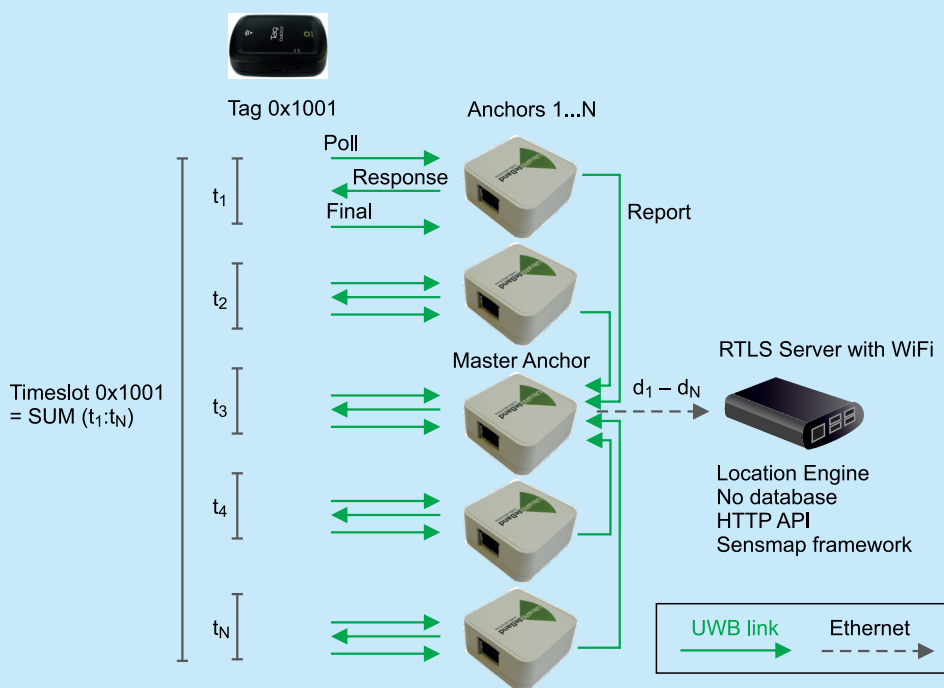 Tag
Tag 0x1001
Anchors 1...N
Poll
Response
Final
Report
t1
t2
Master Anchor
RTLS Server with WiFi
Timeslot 0x1001
= SUM (t1:tN)
t3
d1 – dN
t4
Location Engine
No database
HTTP API
Sensmap framework
tN
UWB link
Ethernet